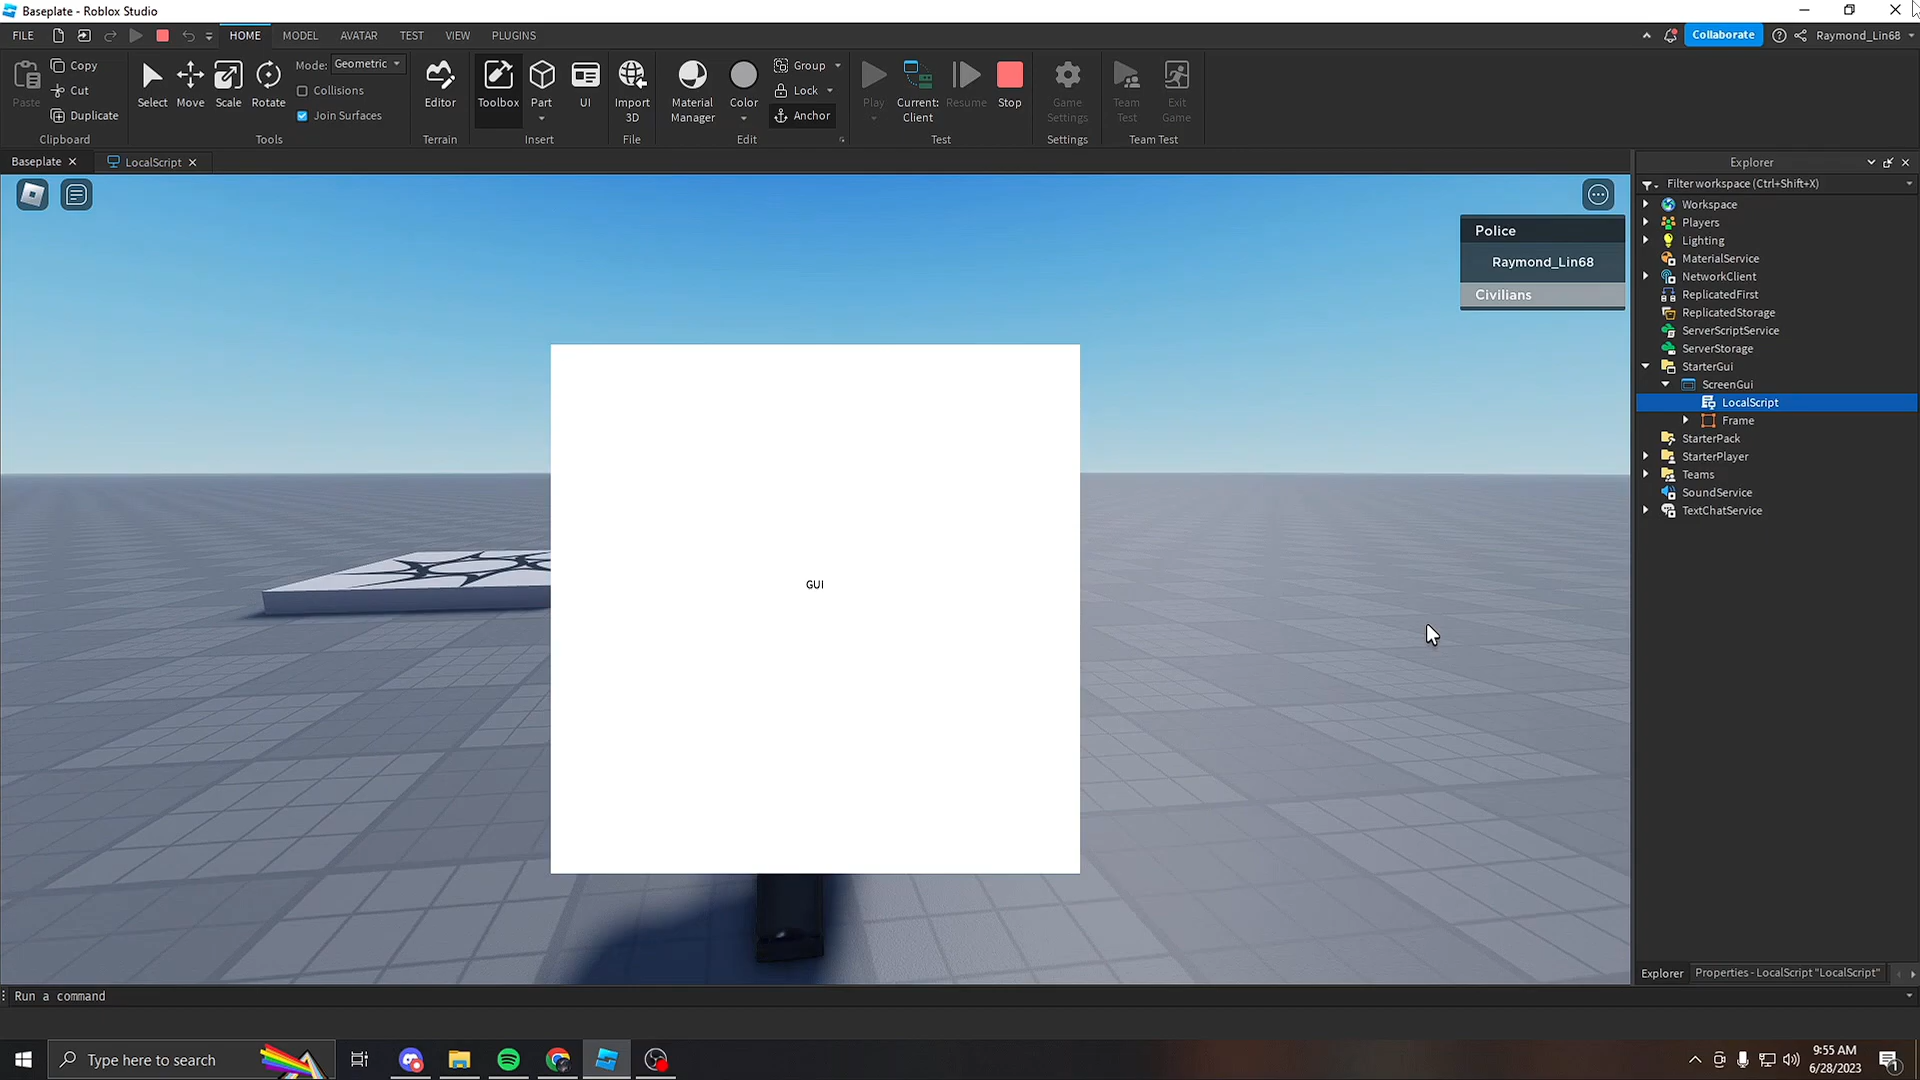 Baseplate - Roblox Studio
FILE HOME MODEL AVATAR TEST VIEW PLUGINS
Collaborate Raymond_Lin68
Paste Copy Cut Duplicate
Clipboard
Select Move Scale Rotate
Mode: Geometric
Collisions
Join Surfaces
Tools
Editor
Terrain
Toolbox Part UI
Insert
Import 3D
File
Material Manager Color
Group
Lock
Anchor
Edit
Play Current: Client Resume Stop
Test
Game Settings
Settings
Team Test Exit Game
Team Test
Baseplate LocalScript
Police
Raymond_Lin68
Civilians
GUI
Explorer
Filter workspace (Ctrl+Shift+X)
Workspace
Players
Lighting
MaterialService
NetworkClient
ReplicatedFirst
ReplicatedStorage
ServerScriptService
ServerStorage
StarterGui
ScreenGui
LocalScript
Frame
StarterPack
StarterPlayer
Teams
SoundService
TextChatService
Explorer Properties - LocalScript "LocalScript"
Run a command
Type here to search
9:55 AM
6/28/2023
1